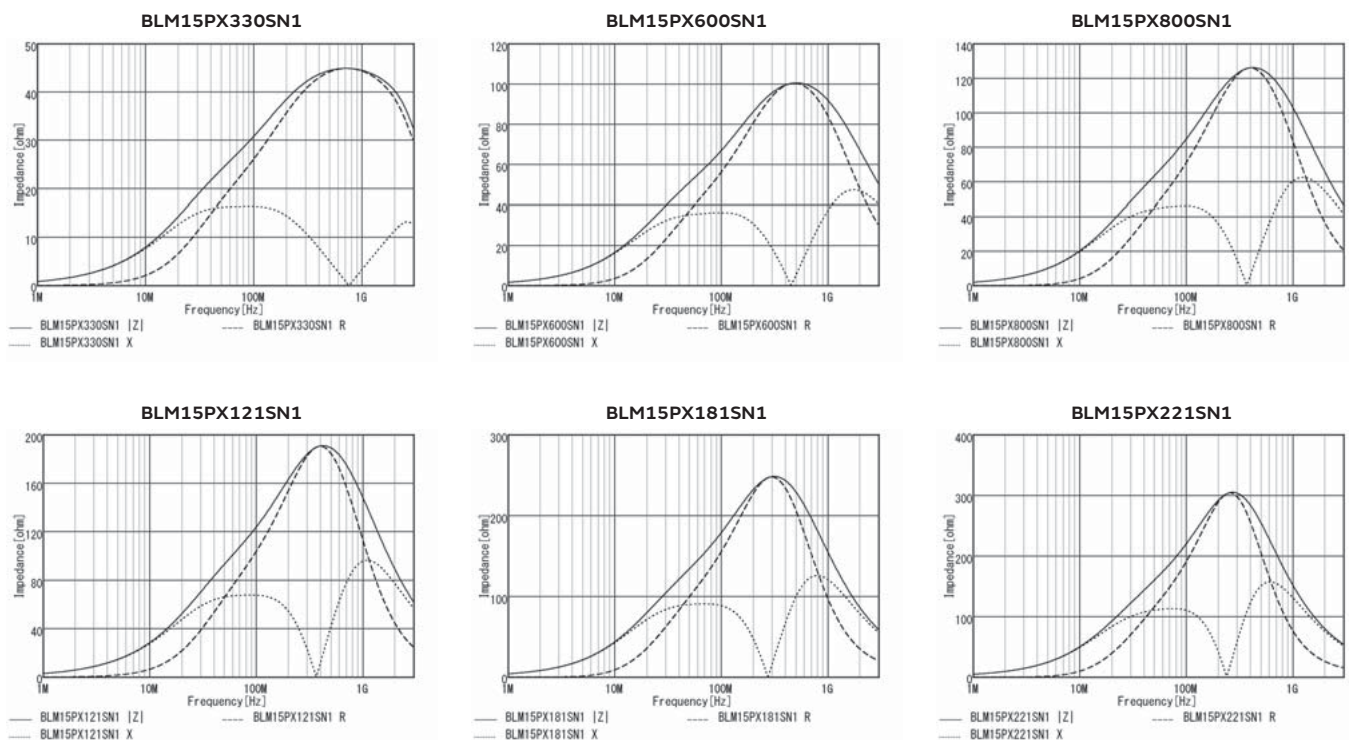 BLM15PX330SN1
50
40
30
20
10
0
Impedance[ohm]
1M 10M 100M 1G
Frequency[Hz]
BLM15PX330SN1 |Z| BLM15PX330SN1 R
BLM15PX330SN1 X
BLM15PX600SN1
120
100
80
60
40
20
0
Impedance[ohm]
1M 10M 100M 1G
Frequency[Hz]
BLM15PX600SN1 |Z| BLM15PX600SN1 R
BLM15PX600SN1 X
BLM15PX800SN1
140
120
100
80
60
40
20
0
Impedance[ohm]
1M 10M 100M 1G
Frequency[Hz]
BLM15PX800SN1 |Z| BLM15PX800SN1 R
BLM15PX800SN1 X
BLM15PX121SN1
200
160
120
80
40
0
Impedance[ohm]
1M 10M 100M 1G
Frequency[Hz]
BLM15PX121SN1 |Z| BLM15PX121SN1 R
BLM15PX121SN1 X
BLM15PX181SN1
300
200
100
0
Impedance[ohm]
1M 10M 100M 1G
Frequency[Hz]
BLM15PX181SN1 |Z| BLM15PX181SN1 R
BLM15PX181SN1 X
BLM15PX221SN1
400
300
200
100
0
Impedance[ohm]
1M 10M 100M 1G
Frequency[Hz]
BLM15PX221SN1 |Z| BLM15PX221SN1 R
BLM15PX221SN1 X